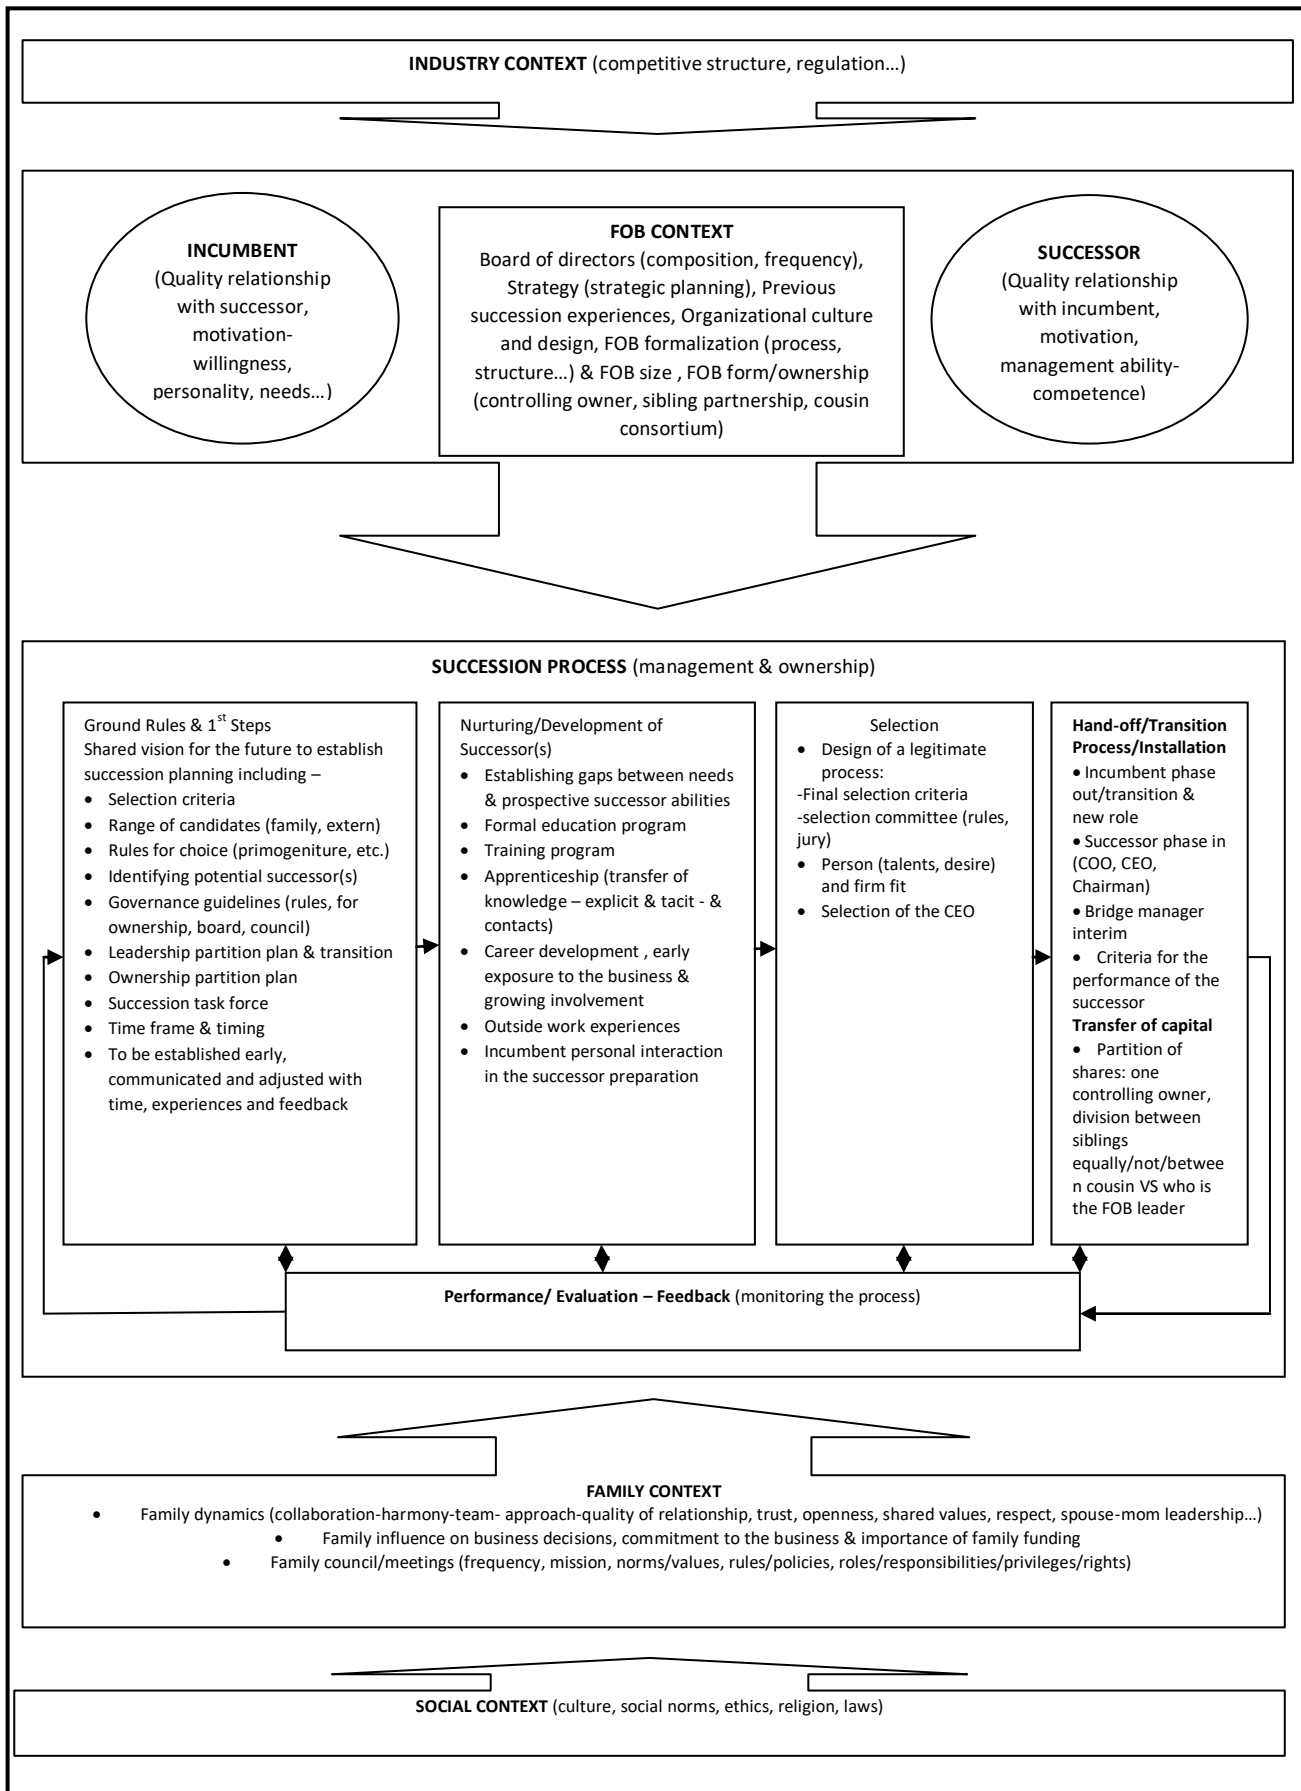 INDUSTRY CONTEXT (competitive structure, regulation…)
INCUMBENT
(Quality relationship
with successor,
motivation-
willingness,
personality, needs…)
FOB CONTEXT
Board of directors (composition, frequency),
Strategy (strategic planning), Previous
succession experiences, Organizational culture
and design, FOB formalization (process,
structure…) & FOB size , FOB form/ownership
(controlling owner, sibling partnership, cousin
consortium)
SUCCESSOR
(Quality relationship
with incumbent,
motivation,
management ability-
competence)
SUCCESSION PROCESS (management & ownership)
Ground Rules & 1st Steps
Shared vision for the future to establish
succession planning including –
• Selection criteria
• Range of candidates (family, extern)
• Rules for choice (primogeniture, etc.)
• Identifying potential successor(s)
• Governance guidelines (rules, for
ownership, board, council)
• Leadership partition plan & transition
• Ownership partition plan
• Succession task force
• Time frame & timing
• To be established early,
communicated and adjusted with
time, experiences and feedback
Nurturing/Development of
Successor(s)
• Establishing gaps between needs
& prospective successor abilities
• Formal education program
• Training program
• Apprenticeship (transfer of
knowledge – explicit & tacit - &
contacts)
• Career development , early
exposure to the business &
growing involvement
• Outside work experiences
• Incumbent personal interaction
in the successor preparation
Selection
• Design of a legitimate
process:
-Final selection criteria
-selection committee (rules,
jury)
• Person (talents, desire)
and firm fit
• Selection of the CEO
Hand-off/Transition
Process/Installation
• Incumbent phase
out/transition &
new role
• Successor phase in
(COO, CEO,
Chairman)
• Bridge manager
interim
• Criteria for the
performance of the
successor
Transfer of capital
• Partition of
shares: one
controlling owner,
division between
siblings
equally/not/betwee
n cousin VS who is
the FOB leader
Performance/ Evaluation – Feedback (monitoring the process)
FAMILY CONTEXT
• Family dynamics (collaboration-harmony-team- approach-quality of relationship, trust, openness, shared values, respect, spouse-mom leadership…)
• Family influence on business decisions, commitment to the business & importance of family funding
• Family council/meetings (frequency, mission, norms/values, rules/policies, roles/responsibilities/privileges/rights)
SOCIAL CONTEXT (culture, social norms, ethics, religion, laws)